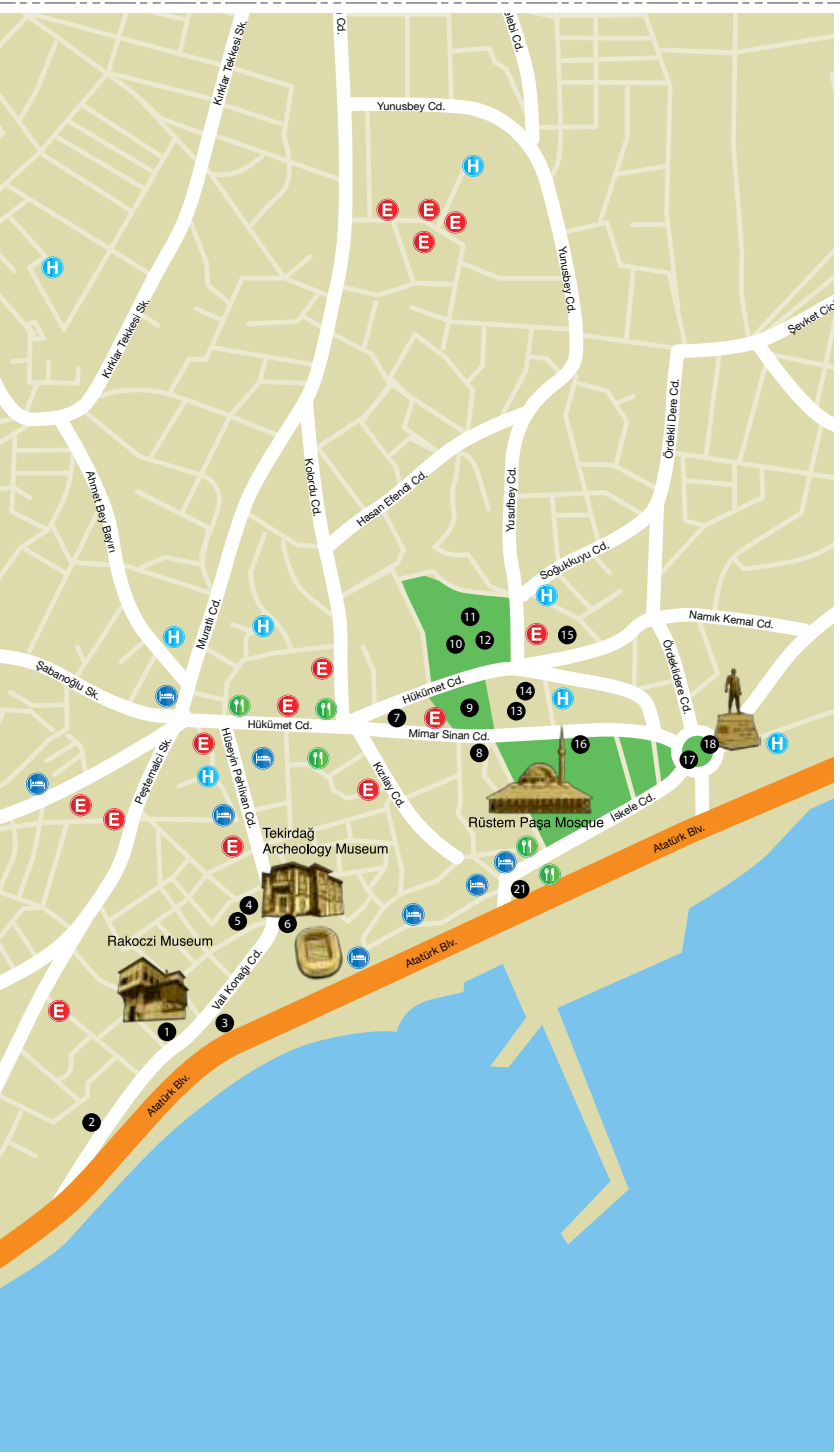 Kırklar Tekkesi Sk.
Cd.
elebi Cd.
Yunusbey Cd.
H
E
E
E
E
H
Yunusbey Cd.
Kırklar Tekkesi Sk.
Ördekli Dere Cd.
Ahmet Bey Bayırı
Kolordu Cd.
Hasan Efendi Cd.
Yusufbey Cd.
Soğukkuyu Cd.
H
Muratlı Cd.
H
H
11
10
12
E
15
Namık Kemal Cd.
Şabanoğlu Sk.
E
Hükümet Cd.
Ördeklidere Cd.
14
H
E
Hükümet Cd.
7
E
9
13
Mimar Sinan Cd.
8
16
18
17
H
Peştemalcı Sk.
E
Hüseyin Pehlivan Cd.
H
Kızılay Cd.
E
E
E
Rüstem Paşa Mosque
İskele Cd.
Atatürk Blv.
Tekirdağ
Archeology Museum
E
21
4
5
6
Rakoczi Museum
Atatürk Blv.
Vali Konağı Cd.
E
1
3
Atatürk Blv.
2